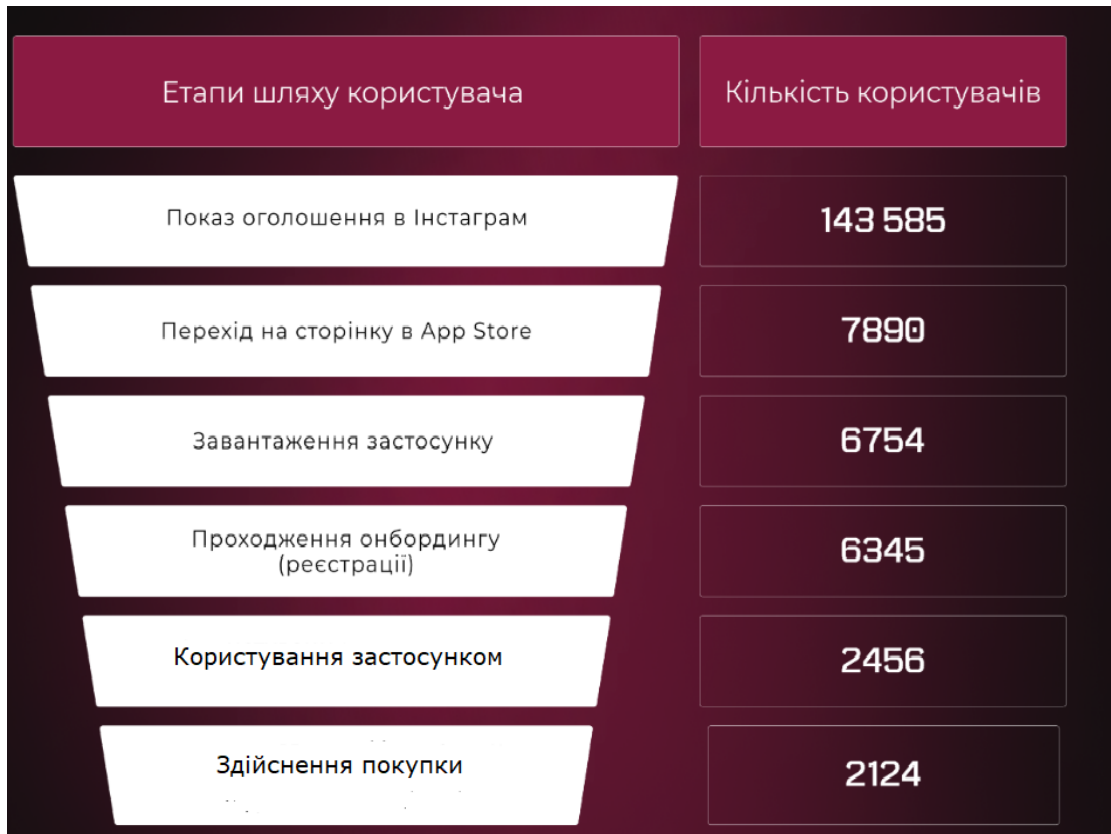 Етапи шляху користувача
Кількість користувачів
Показ оголошення в Інстаграм
143 585
Перехід на сторінку в App Store
7890
Завантаження застосунку
6754
Проходження онбордингу
(реєстрації)
6345
Користування застосунком
2456
Здійснення покупки
2124